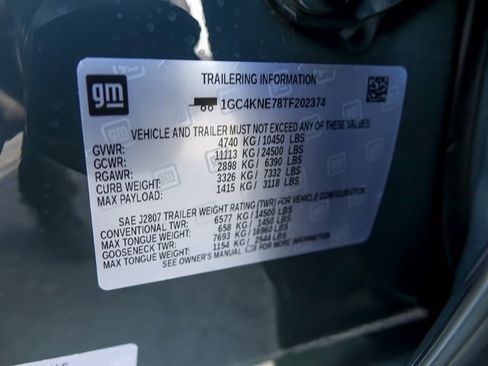 gm
TRAILERING INFORMATION
1GC4KNE78TF202374
VEHICLE AND TRAILER MUST NOT EXCEED ANY OF THE FOLLOWING
GVWR: 4740 KG/10450 LBS
GCWR: 11113 KG/24500 LBS
RGAWR: 2898 KG/ 6390 LBS
CURB WEIGHT: 3326 KG/ 7332 LBS
MAX PAYLOAD: 1415 KG/ 3118 LBS
SAE J2807 TRAILER WEIGHT RATING (TWR) FOR VEHICLE CONFIGURATION
CONVENTIONAL TWR: 6577 KG/14500 LBS
MAX TONGUE WEIGHT: 658 KG/ 1450 LBS
GOOSENECK TWR: 7693 KG/16960 LBS
MAX TONGUE WEIGHT: 1154 KG/ 2544 LBS
SEE OWNER'S MANUAL FOR MORE INFORMATION